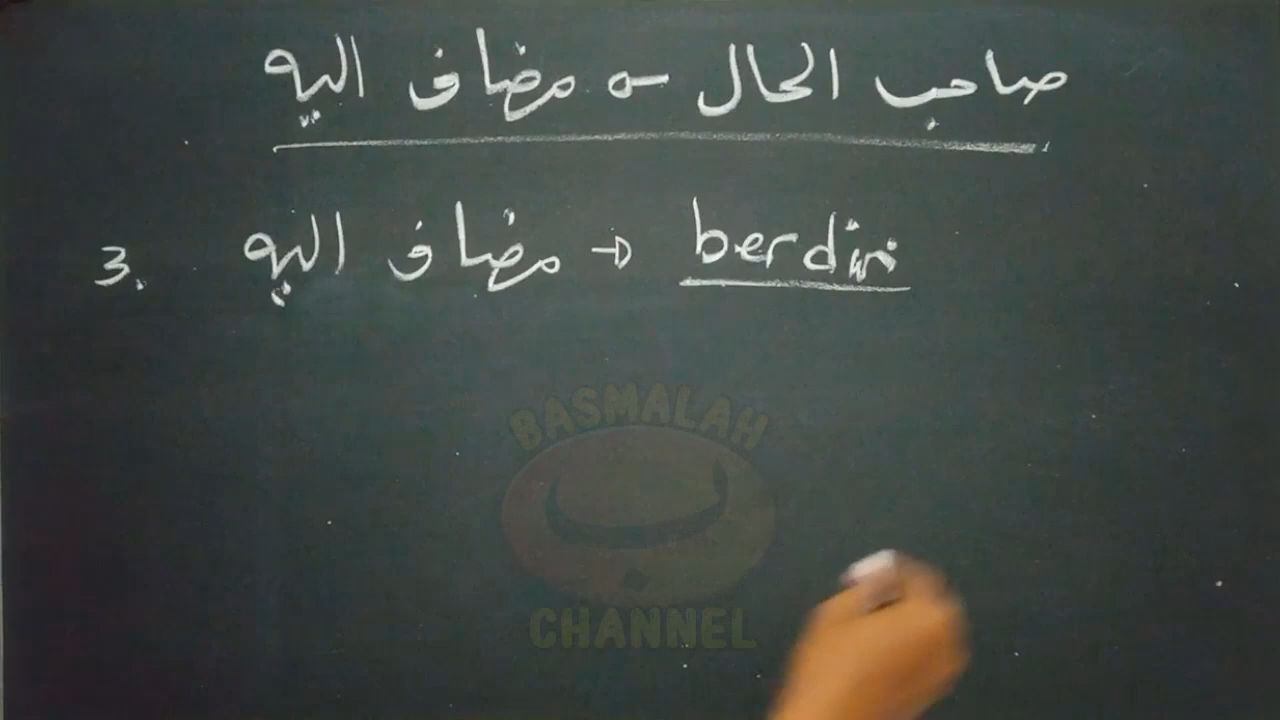 صاحب الحال ← مضاف اليه
3. مضاف اليه ← berdiri
BASMALAH
CHANNEL